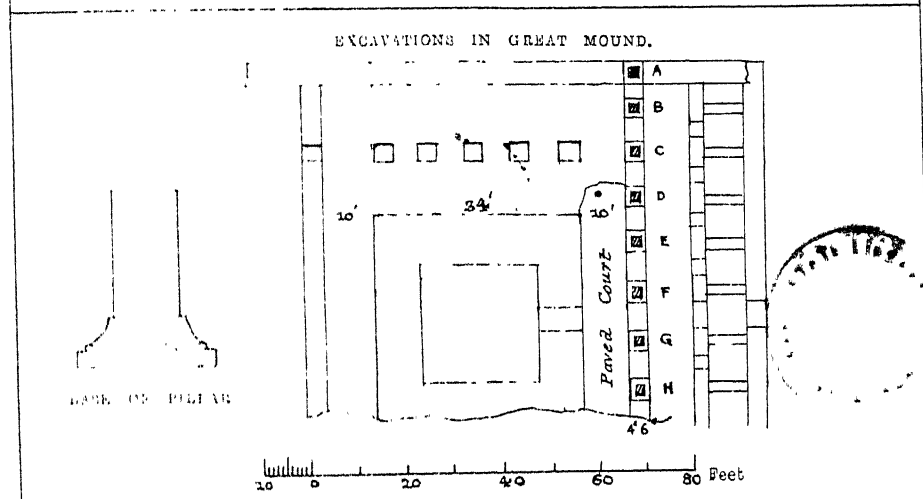 EXCAVATIONS IN GREAT MOUND.
A
B
C
D
E
F
G
H
10'
34'
10'
Paved Court
4'6
BASE OF PILLAR
10 0 20 40 60 80 Feet